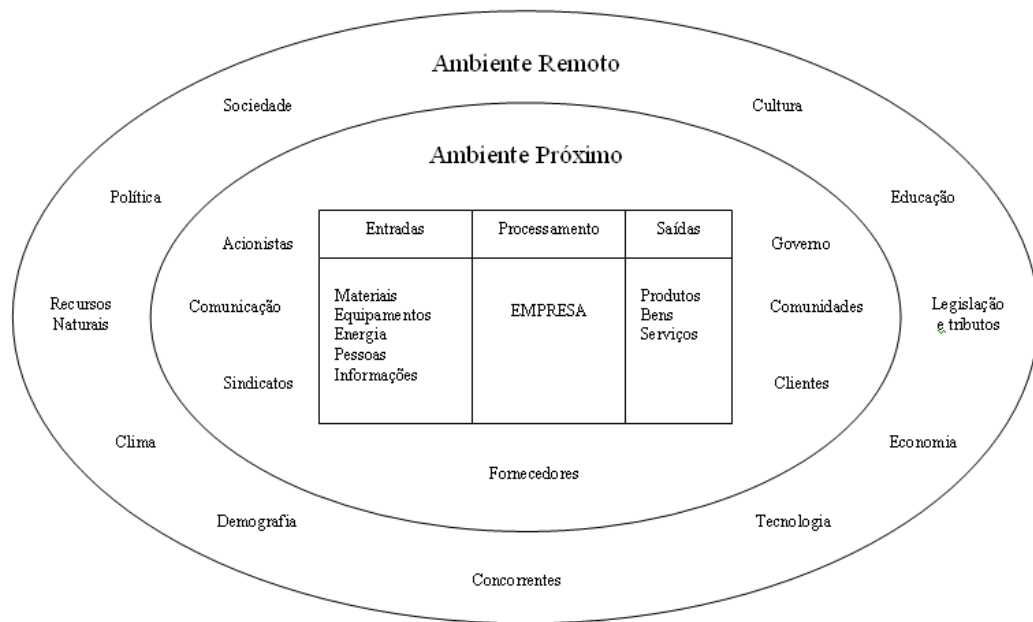 Ambiente Remoto
Sociedade
Cultura
Ambiente Próximo
Política
Educação
Entradas
Processamento
Saídas
Acionistas
Governo
Materiais
Equipamentos
Energia
Pessoas
Informações
EMPRESA
Produtos
Bens
Serviços
Comunicação
Comunidades
Recursos
Naturais
Legislação
e tributos
Sindicatos
Clientes
Clima
Economia
Fornecedores
Demografia
Tecnologia
Concorrentes